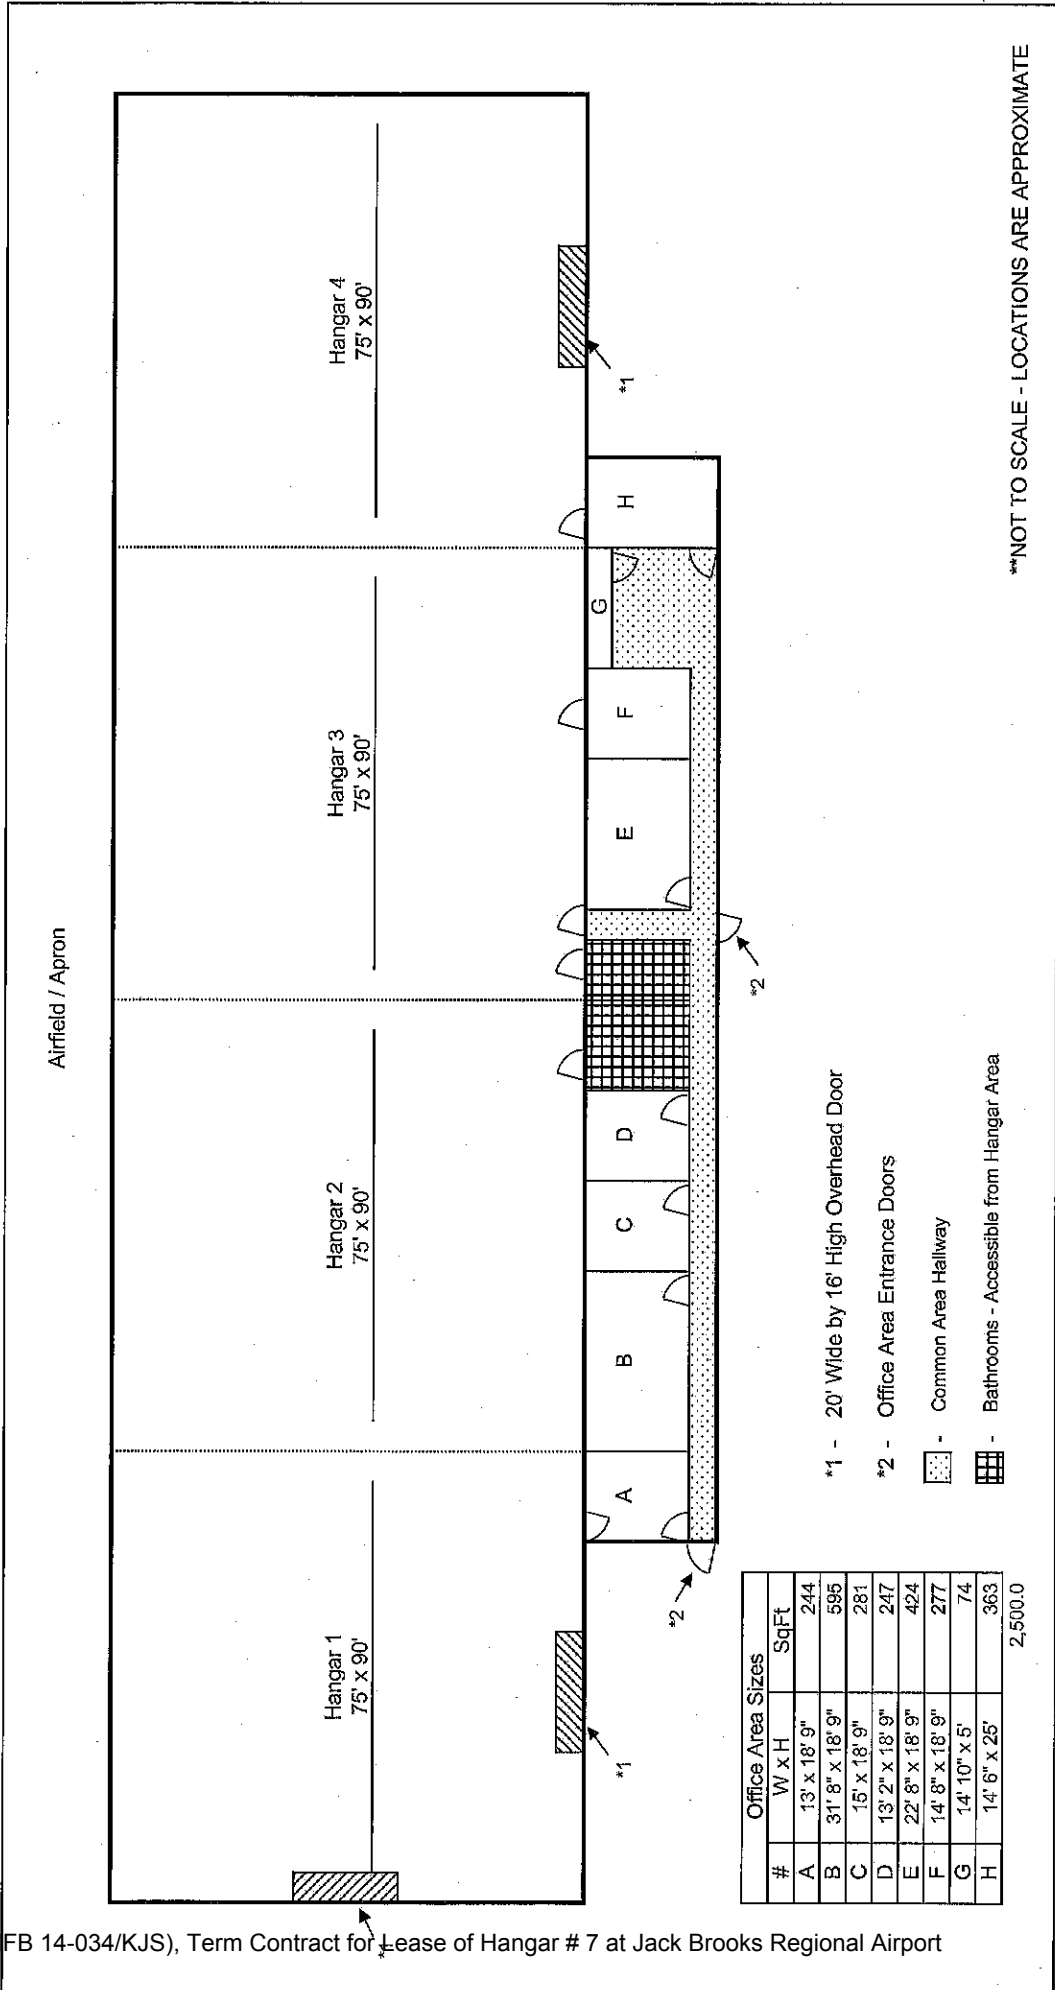 Airfield / Apron
Hangar 1
75' x 90'
Hangar 2
75' x 90'
Hangar 3
75' x 90'
Hangar 4
75' x 90'
*1
*1
*1
A
B
C
D
E
F
G
H
*2
*2
Office Area Sizes
# W x H SqFt
A 13' x 18' 9" 244
B 31' 8" x 18' 9" 595
C 15' x 18' 9" 281
D 13' 2" x 18' 9" 247
E 22' 8" x 18' 9" 424
F 14' 8" x 18' 9" 277
G 14' 10" x 5' 74
H 14' 6" x 25' 363
2,500.0
*1 - 20' Wide by 16' High Overhead Door
*2 - Office Area Entrance Doors
- Common Area Hallway
- Bathrooms - Accessible from Hangar Area
**NOT TO SCALE - LOCATIONS ARE APPROXIMATE
FB 14-034/KJS), Term Contract for Lease of Hangar # 7 at Jack Brooks Regional Airport